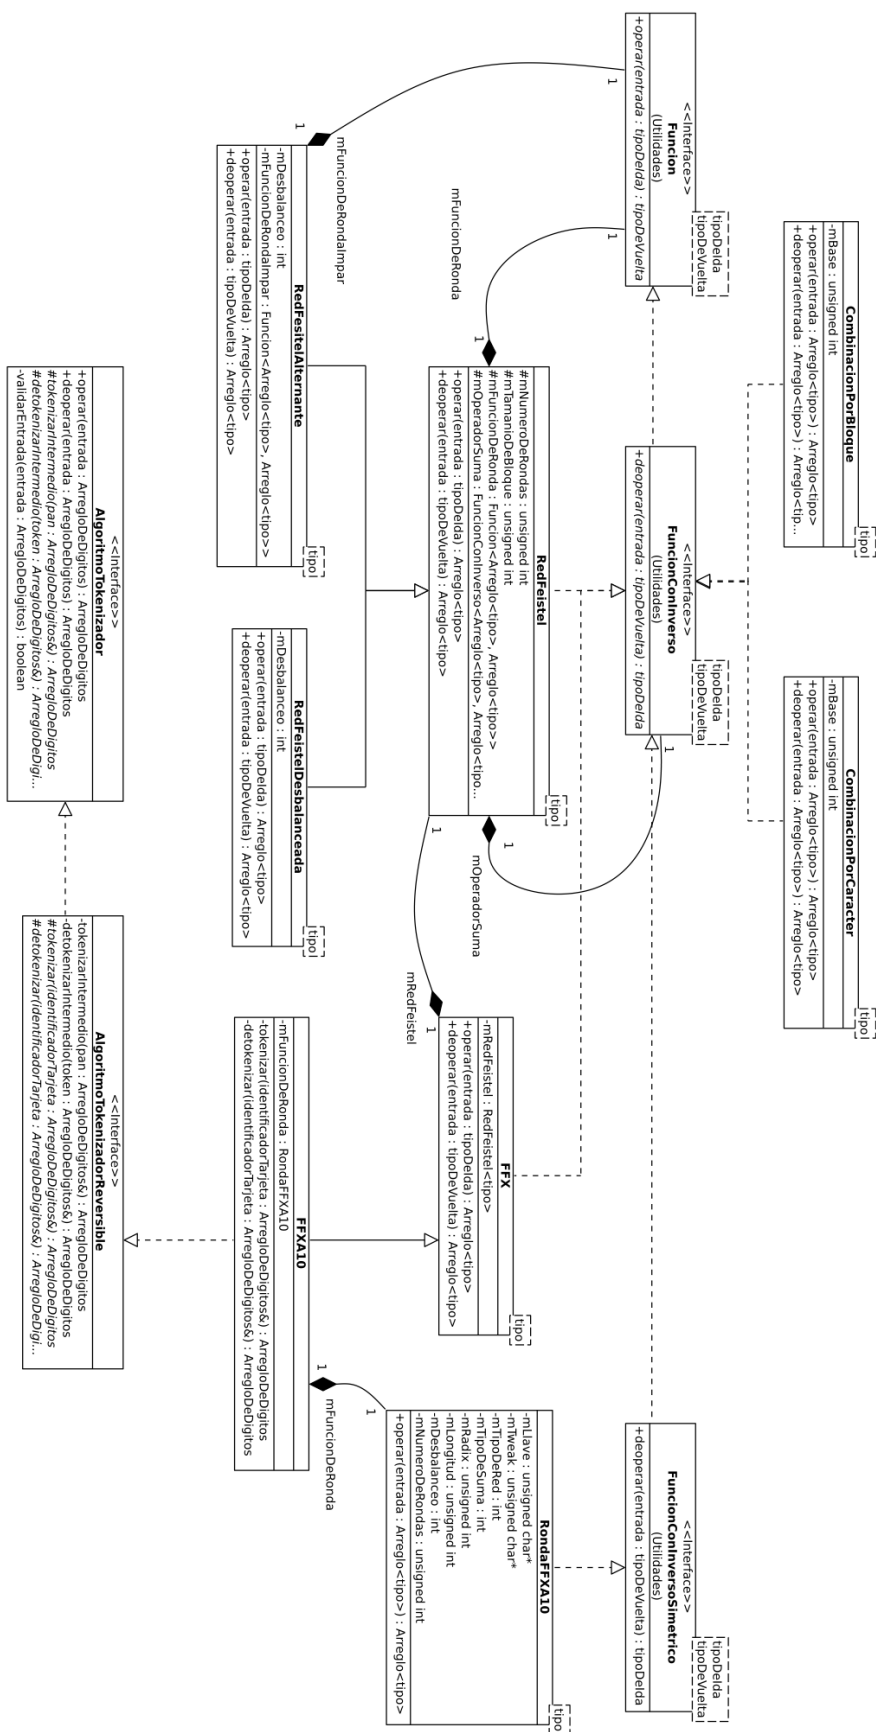 tipo
CombinacionPorBloque
-mBase : unsigned int
+operar(entrada : Arreglo<tipo>) : Arreglo<tipo>
+deoperar(entrada : Arreglo<tipo>) : Arreglo<tip...
tipo
CombinacionPorCaracter
-mBase : unsigned int
+operar(entrada : Arreglo<tipo>) : Arreglo<tipo>
+deoperar(entrada : Arreglo<tipo>) : Arreglo<tipo>
tipoDeIda
tipoDeVuelta
<<Interface>>
Funcion
(Utilidades)
+operar(entrada : tipoDeIda) : tipoDeVuelta
1
1
tipoDeIda
tipoDeVuelta
<<Interface>>
FuncionConInverso
(Utilidades)
+deoperar(entrada : tipoDeVuelta) : tipoDeIda
1
tipoDeIda
tipoDeVuelta
<<Interface>>
FuncionConInversoSimetrico
(Utilidades)
+deoperar(entrada : tipoDeVuelta) : tipoDeIda
mFuncionDeRonda
1
tipo
RedFeistel
#mNumeroDeRondas : unsigned int
#mTamanioDeBloque : unsigned int
#mFuncionDeRonda : Funcion<Arreglo<tipo>, Arreglo<tipo>>
#mOperadorSuma : FuncionConInverso<Arreglo<tipo>, Arreglo<tipo...
+operar(entrada : tipoDeIda) : Arreglo<tipo>
+deoperar(entrada : tipoDeVuelta) : Arreglo<tipo>
1
mOperadorSuma
1
mRedFeistel
1
tipo
FFX
-mRedFeistel : RedFeistel<tipo>
+operar(entrada : tipoDeIda) : Arreglo<tipo>
+deoperar(entrada : tipoDeVuelta) : Arreglo<tipo>
tipo
RondaFFXA10
-mLlave : unsigned char*
-mTweak : unsigned char*
-mTipoDeRed : int
-mTipoDeSuma : int
-mRadix : unsigned int
-mLongitud : unsigned int
-mDesbalanceo : int
-mNumeroDeRondas : unsigned int
+operar(entrada : Arreglo<tipo>) : Arreglo<tipo>
1
mFuncionDeRondaImpar
1
tipo
RedFesitelAlternante
-mDesbalanceo : int
-mFuncionDeRondaImpar : Funcion<Arreglo<tipo>, Arreglo<tipo>>
+operar(entrada : tipoDeIda) : Arreglo<tipo>
+deoperar(entrada : tipoDeVuelta) : Arreglo<tipo>
tipo
RedFeistelDesbalanceada
-mDesbalanceo : int
+operar(entrada : tipoDeIda) : Arreglo<tipo>
+deoperar(entrada : tipoDeVuelta) : Arreglo<tipo>
FFXA10
-mFuncionDeRonda : RondaFFXA10
-tokenizar(identificadorTarjeta : ArregloDeDigitos&) : ArregloDeDigitos
-detokenizar(identificadorTarjeta : ArregloDeDigitos&) : ArregloDeDigitos
1
mFuncionDeRonda
<<Interface>>
AlgoritmoTokenizador
+operar(entrada : ArregloDeDigitos) : ArregloDeDigitos
+deoperar(entrada : ArregloDeDigitos) : ArregloDeDigitos
#tokenizarIntermedio(pan : ArregloDeDigitos&) : ArregloDeDigitos
#detokenizarIntermedio(token : ArregloDeDigitos&) : ArregloDeDigi...
-validarEntrada(entrada : ArregloDeDigitos) : boolean
<<Interface>>
AlgoritmoTokenizadorReversible
-tokenizarIntermedio(pan : ArregloDeDigitos&) : ArregloDeDigitos
-detokenizarIntermedio(token : ArregloDeDigitos&) : ArregloDeDigitos
#tokenizar(identificadorTarjeta : ArregloDeDigitos&) : ArregloDeDigitos
#detokenizar(identificadorTarjeta : ArregloDeDigitos&) : ArregloDeDigi...